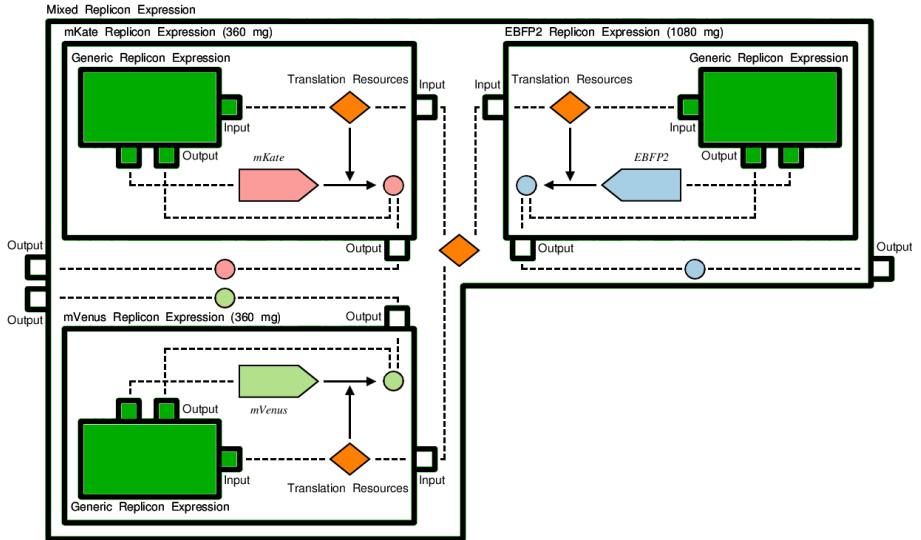 Mixed Replicon Expression
mKate Replicon Expression (360 mg)
Generic Replicon Expression
Translation Resources
Input
Input
Output
mKate
Output
Output
EBFP2 Replicon Expression (1080 mg)
Generic Replicon Expression
Input
Translation Resources
Input
Output
EBFP2
Output
Output
Output
mVenus Replicon Expression (360 mg)
Output
Output
mVenus
Input
Input
Translation Resources
Generic Replicon Expression